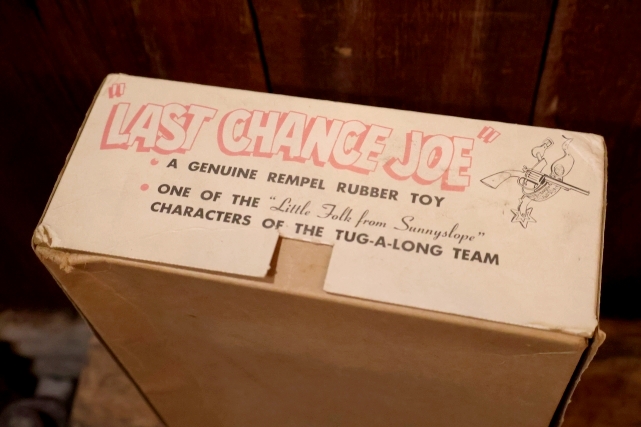 "LAST CHANCE JOE"
• A GENUINE REMPEL RUBBER TOY
• ONE OF THE "Little Folk from Sunnyslope"
CHARACTERS OF THE TUG-A-LONG TEAM